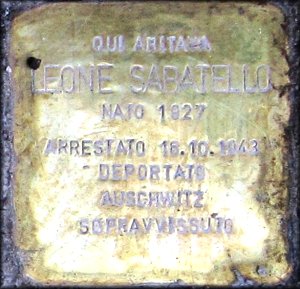 QUI ABITAVA
LEONE SABATELLO
NATO 1927
ARRESTATO 16.10.1943
DEPORTATO
AUSCHWITZ
SOPRAVVISSUTO